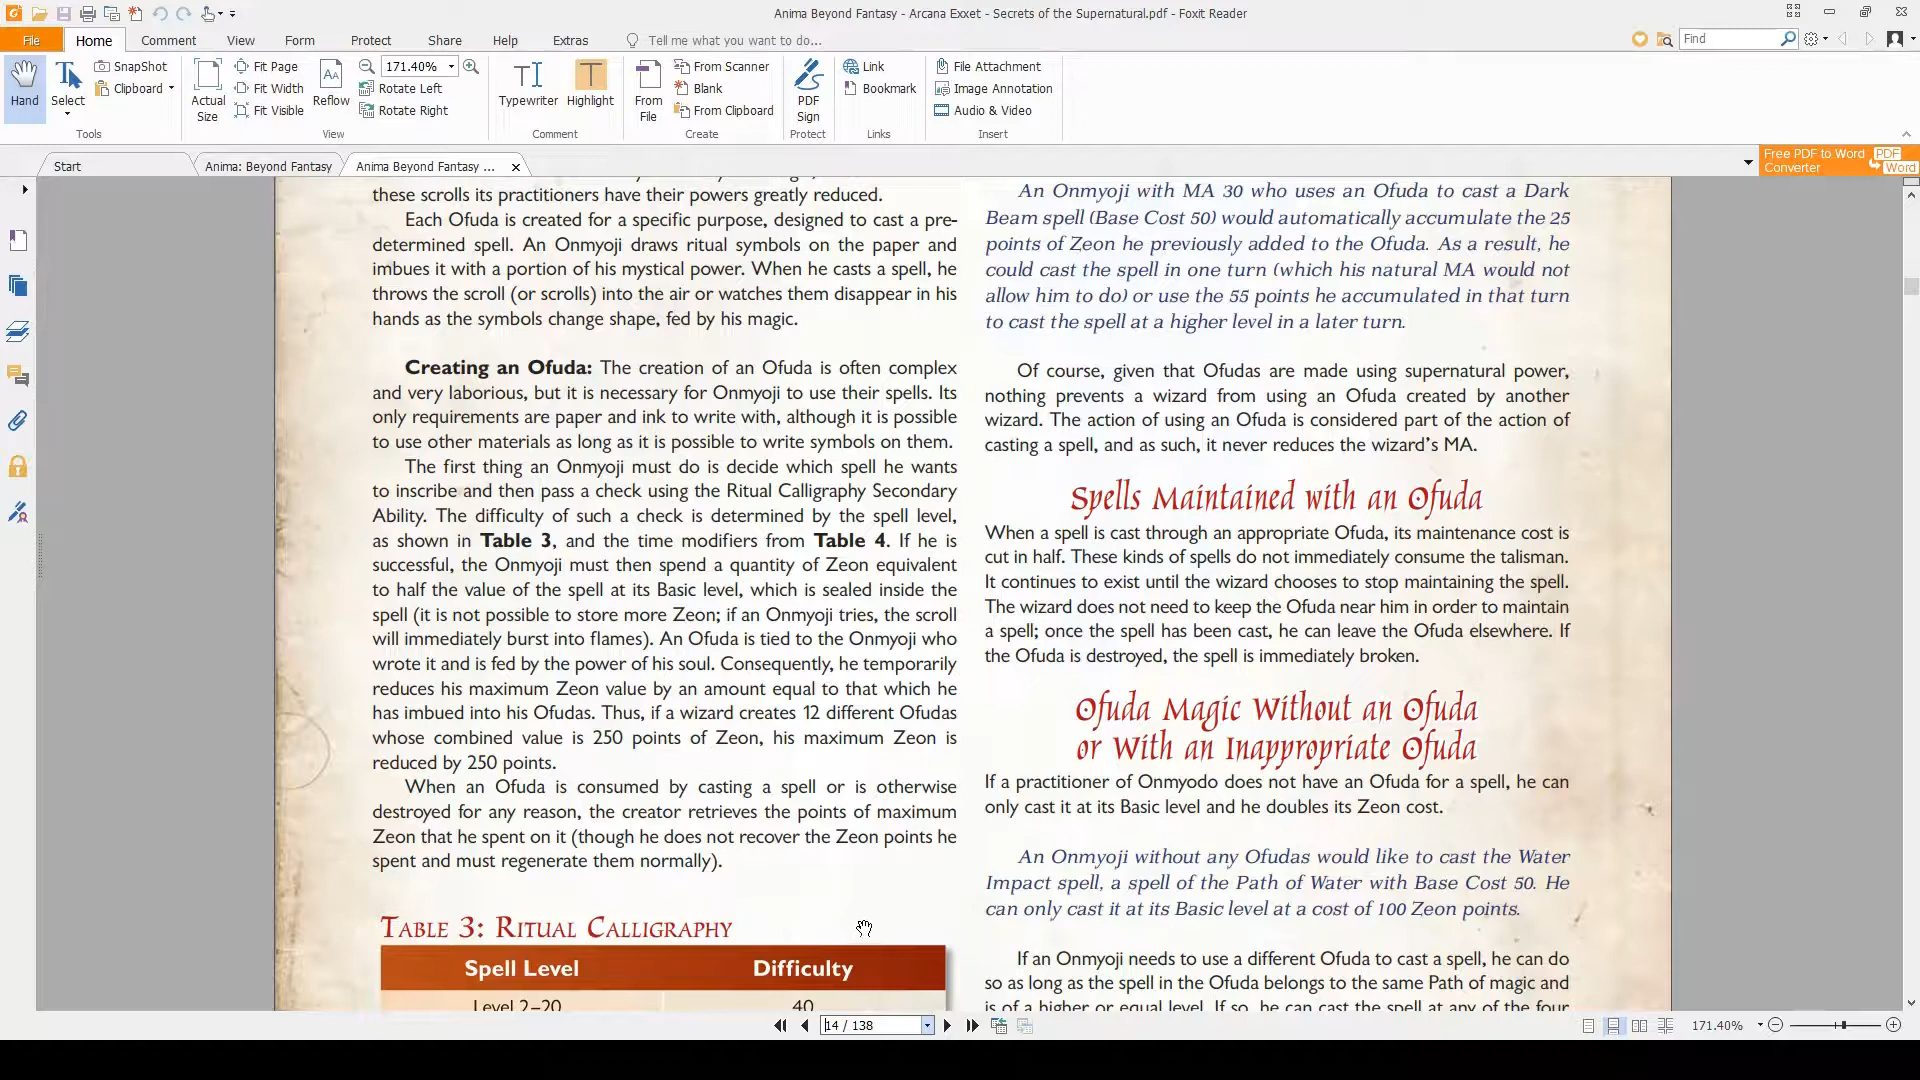 Anima Beyond Fantasy - Arcana Exxet - Secrets of the Supernatural.pdf - Foxit Reader
File
Home
Comment
View
Form
Protect
Share
Help
Extras
Tell me what you want to do...
Find
Hand
Select
SnapShot
Clipboard
Tools
Actual
Size
Fit Page
Fit Width
Fit Visible
Reflow
171.40%
Rotate Left
Rotate Right
View
Typewriter
Highlight
Comment
From
File
From Scanner
Blank
From Clipboard
Create
PDF
Sign
Protect
Link
Bookmark
Links
File Attachment
Image Annotation
Audio & Video
Insert
Start
Anima: Beyond Fantasy
Anima Beyond Fantasy ...
Free PDF to Word
Converter
PDF
Word
these scrolls its practitioners have their powers greatly reduced.
Each Ofuda is created for a specific purpose, designed to cast a pre-
determined spell. An Onmyoji draws ritual symbols on the paper and
imbues it with a portion of his mystical power. When he casts a spell, he
throws the scroll (or scrolls) into the air or watches them disappear in his
hands as the symbols change shape, fed by his magic.
Creating an Ofuda: The creation of an Ofuda is often complex
and very laborious, but it is necessary for Onmyoji to use their spells. Its
only requirements are paper and ink to write with, although it is possible
to use other materials as long as it is possible to write symbols on them.
The first thing an Onmyoji must do is decide which spell he wants
to inscribe and then pass a check using the Ritual Calligraphy Secondary
Ability. The difficulty of such a check is determined by the spell level,
as shown in Table 3, and the time modifiers from Table 4. If he is
successful, the Onmyoji must then spend a quantity of Zeon equivalent
to half the value of the spell at its Basic level, which is sealed inside the
spell (it is not possible to store more Zeon; if an Onmyoji tries, the scroll
will immediately burst into flames). An Ofuda is tied to the Onmyoji who
wrote it and is fed by the power of his soul. Consequently, he temporarily
reduces his maximum Zeon value by an amount equal to that which he
has imbued into his Ofudas. Thus, if a wizard creates 12 different Ofudas
whose combined value is 250 points of Zeon, his maximum Zeon is
reduced by 250 points.
When an Ofuda is consumed by casting a spell or is otherwise
destroyed for any reason, the creator retrieves the points of maximum
Zeon that he spent on it (though he does not recover the Zeon points he
spent and must regenerate them normally).
Table 3: Ritual Calligraphy
Spell Level
Difficulty
Level 2–20
40
An Onmyoji with MA 30 who uses an Ofuda to cast a Dark
Beam spell (Base Cost 50) would automatically accumulate the 25
points of Zeon he previously added to the Ofuda. As a result, he
could cast the spell in one turn (which his natural MA would not
allow him to do) or use the 55 points he accumulated in that turn
to cast the spell at a higher level in a later turn.
Of course, given that Ofudas are made using supernatural power,
nothing prevents a wizard from using an Ofuda created by another
wizard. The action of using an Ofuda is considered part of the action of
casting a spell, and as such, it never reduces the wizard's MA.
Spells Maintained with an Ofuda
When a spell is cast through an appropriate Ofuda, its maintenance cost is
cut in half. These kinds of spells do not immediately consume the talisman.
It continues to exist until the wizard chooses to stop maintaining the spell.
The wizard does not need to keep the Ofuda near him in order to maintain
a spell; once the spell has been cast, he can leave the Ofuda elsewhere. If
the Ofuda is destroyed, the spell is immediately broken.
Ofuda Magic Without an Ofuda
or With an Inappropriate Ofuda
If a practitioner of Onmyodo does not have an Ofuda for a spell, he can
only cast it at its Basic level and he doubles its Zeon cost.
An Onmyoji without any Ofudas would like to cast the Water
Impact spell, a spell of the Path of Water with Base Cost 50. He
can only cast it at its Basic level at a cost of 100 Zeon points.
If an Onmyoji needs to use a different Ofuda to cast a spell, he can do
so as long as the spell in the Ofuda belongs to the same Path of magic and
is of a higher or equal level. If so, he can cast the spell at any of the four
14 / 138
171.40%